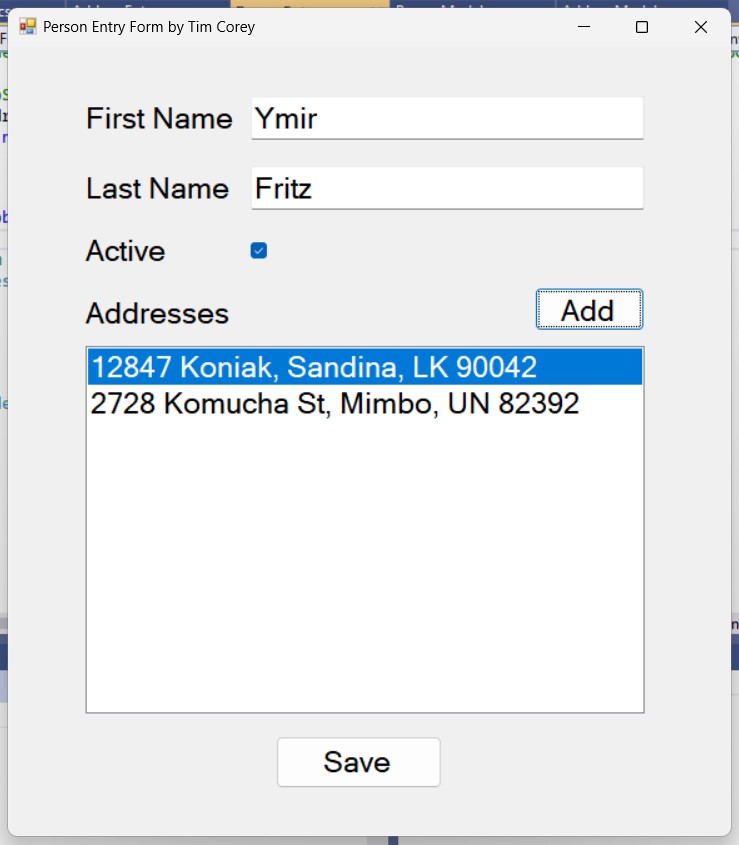 Person Entry Form by Tim Corey
First Name Ymir
Last Name Fritz
Active
Addresses Add
12847 Koniak, Sandina, LK 90042
2728 Komucha St, Mimbo, UN 82392
Save